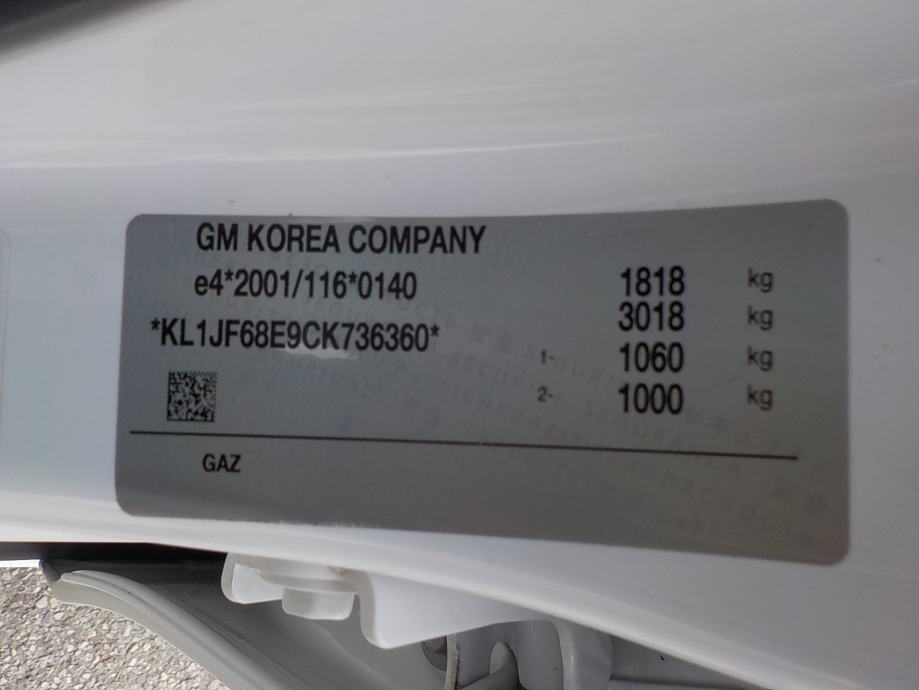 GM KOREA COMPANY
e4*2001/116*0140 1818 kg
3018 kg
*KL1JF68E9CK736360* 1- 1060 kg
2- 1000 kg
GAZ